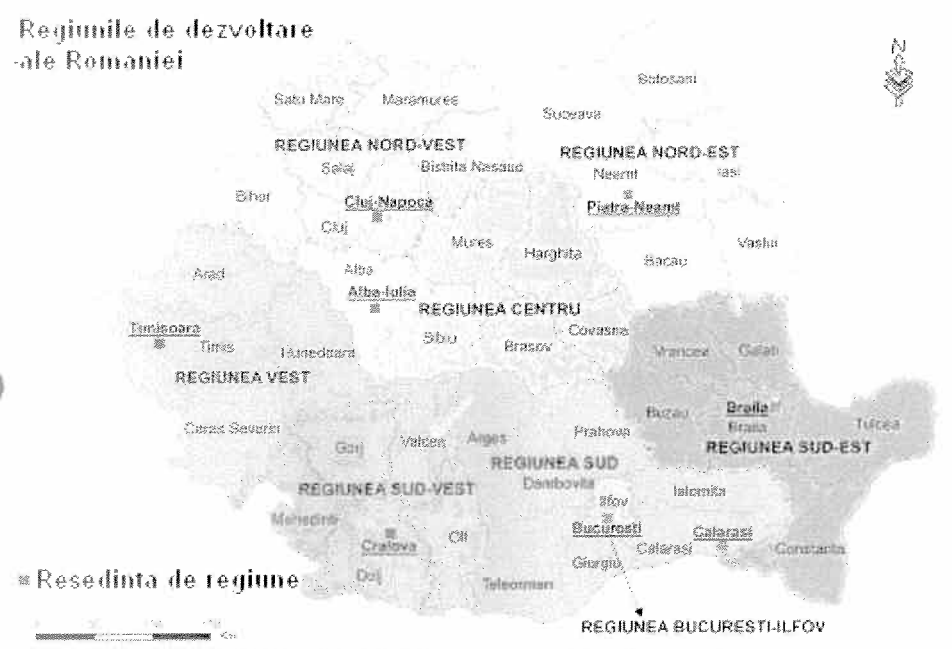 Regiunile de dezvoltare
-ale Romaniei
N
Botosani
Satu Mare
Maramures
Suceava
REGIUNEA NORD-VEST
REGIUNEA NORD-EST
Salaj
Bistrita Nasaud
Neamt
Iasi
Bihor
Cluj-Napoca
Piatra-Neamt
Cluj
Mures
Harghita
Bacau
Vaslui
Arad
Alba
Alba-Iulia
REGIUNEA CENTRU
Timisoara
Timis
Hunedoara
Sibiu
Brasov
Covasna
Vrancea
Galati
REGIUNEA VEST
Caras Severin
Gorj
Valcea
Arges
Prahova
Buzau
Braila
Braila
Tulcea
REGIUNEA SUD-EST
REGIUNEA SUD
REGIUNEA SUD-VEST
Dambovita
Ialomita
Ilfov
Mehedinti
Craiova
Olt
Bucuresti
Calarasi
Calarasi
Constanta
Giurgiu
Dolj
Teleorman
Resedinta de regiune
REGIUNEA BUCURESTI-ILFOV